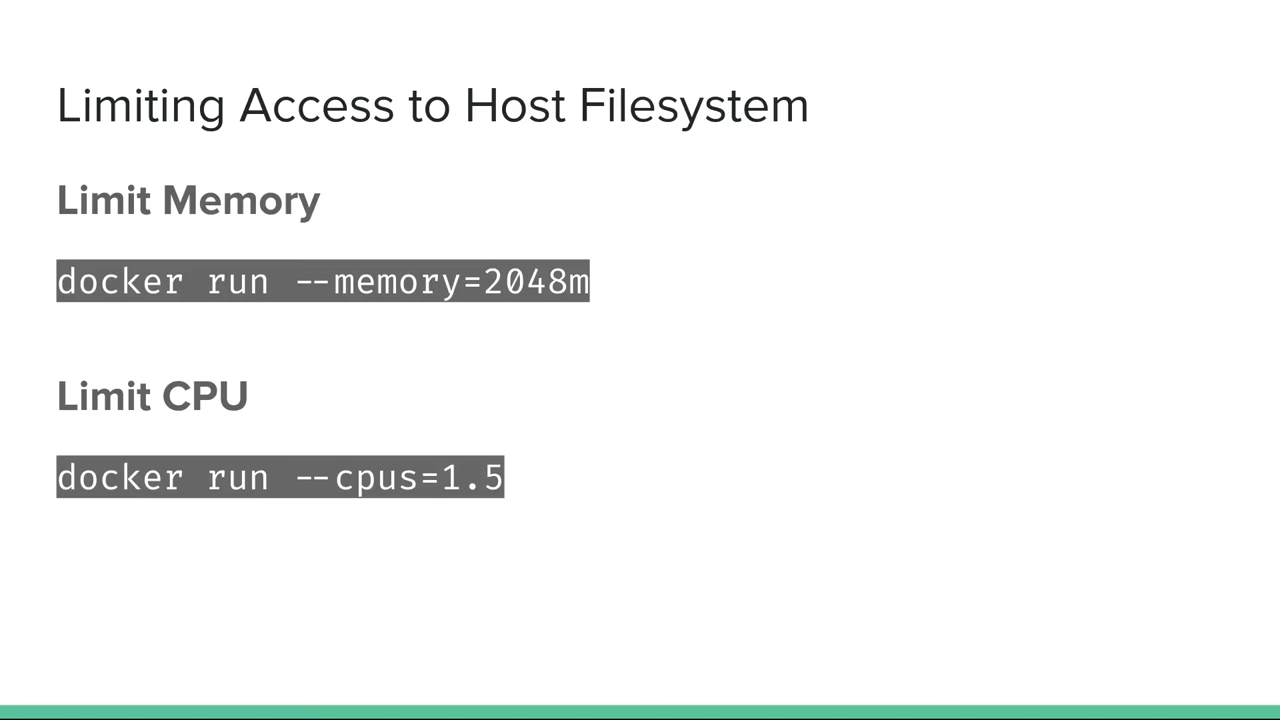 Limiting Access to Host Filesystem
Limit Memory
docker run --memory=2048m
Limit CPU
docker run --cpus=1.5